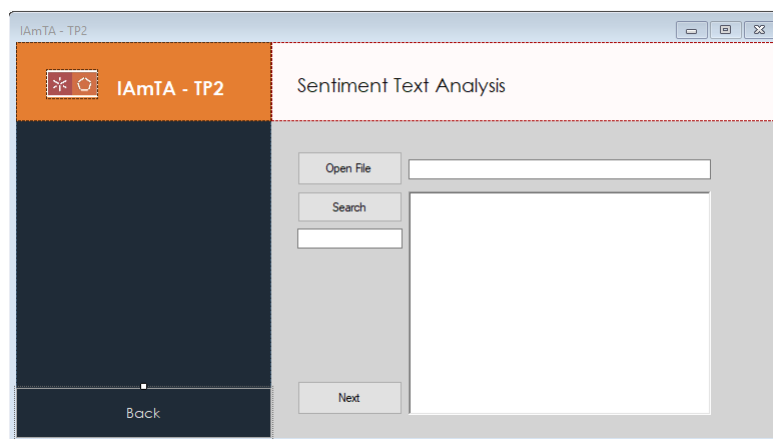 IAmTA - TP2
IAmTA - TP2
Sentiment Text Analysis
Open File
Search
Next
Back